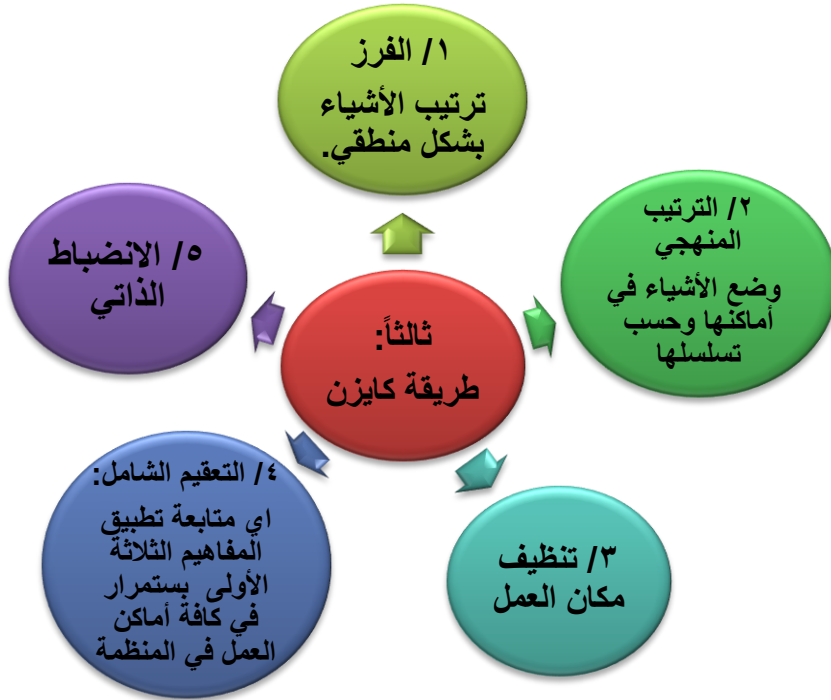 ثالثاً:
طريقة كايزن
١/ الفرز
ترتيب الأشياء
بشكل منطقي.
٢/ الترتيب
المنهجي
وضع الأشياء في
أماكنها وحسب
تسلسلها
٣/ تنظيف
مكان العمل
٤/ التعقيم الشامل:
اي متابعة تطبيق
المفاهيم الثلاثة
الأولى بستمرار
في كافة أماكن
العمل في المنظمة
٥/ الانضباط
الذاتي